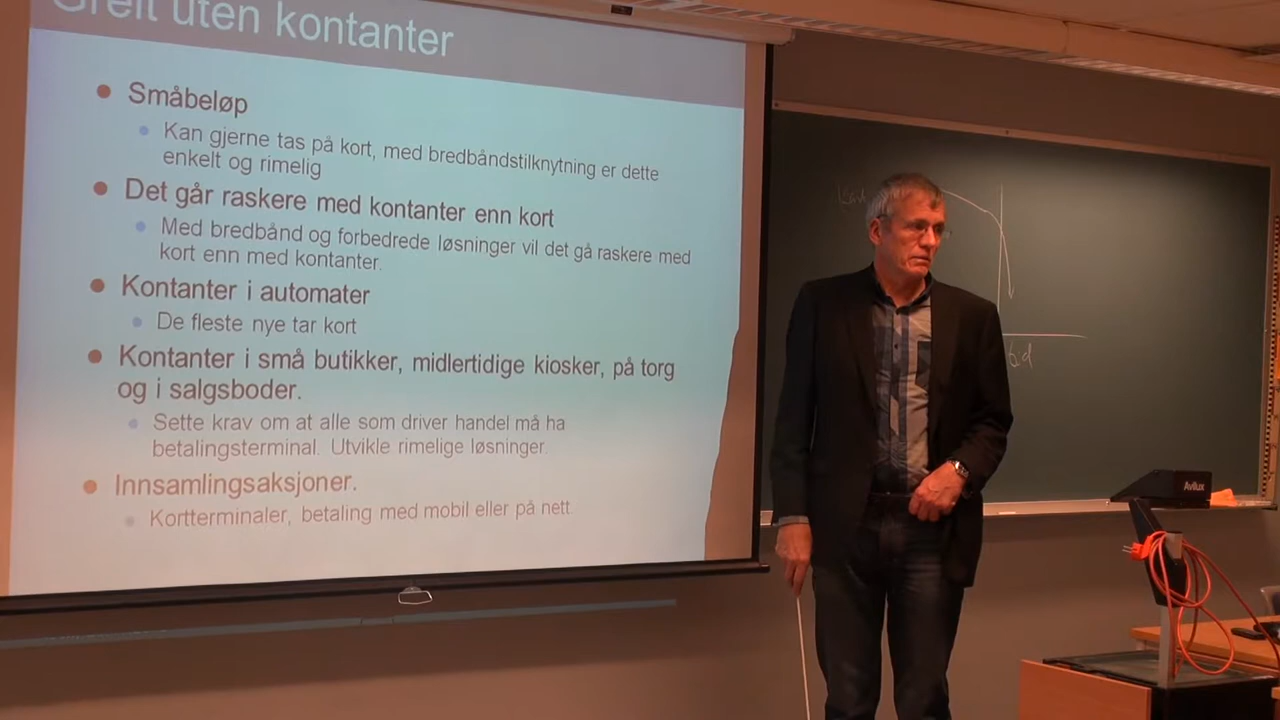 Greit uten kontanter
Småbeløp
Kan gjerne tas på kort, med bredbåndstilknytning er dette
enkelt og rimelig
Det går raskere med kontanter enn kort
Med bredbånd og forbedrede løsninger vil det gå raskere med
kort enn med kontanter.
Kontanter i automater
De fleste nye tar kort
Kontanter i små butikker, midlertidige kiosker, på torg
og i salgsboder.
Sette krav om at alle som driver handel må ha
betalingsterminal. Utvikle rimelige løsninger.
Innsamlingsaksjoner.
Kortterminaler, betaling med mobil eller på nett.
Avilux